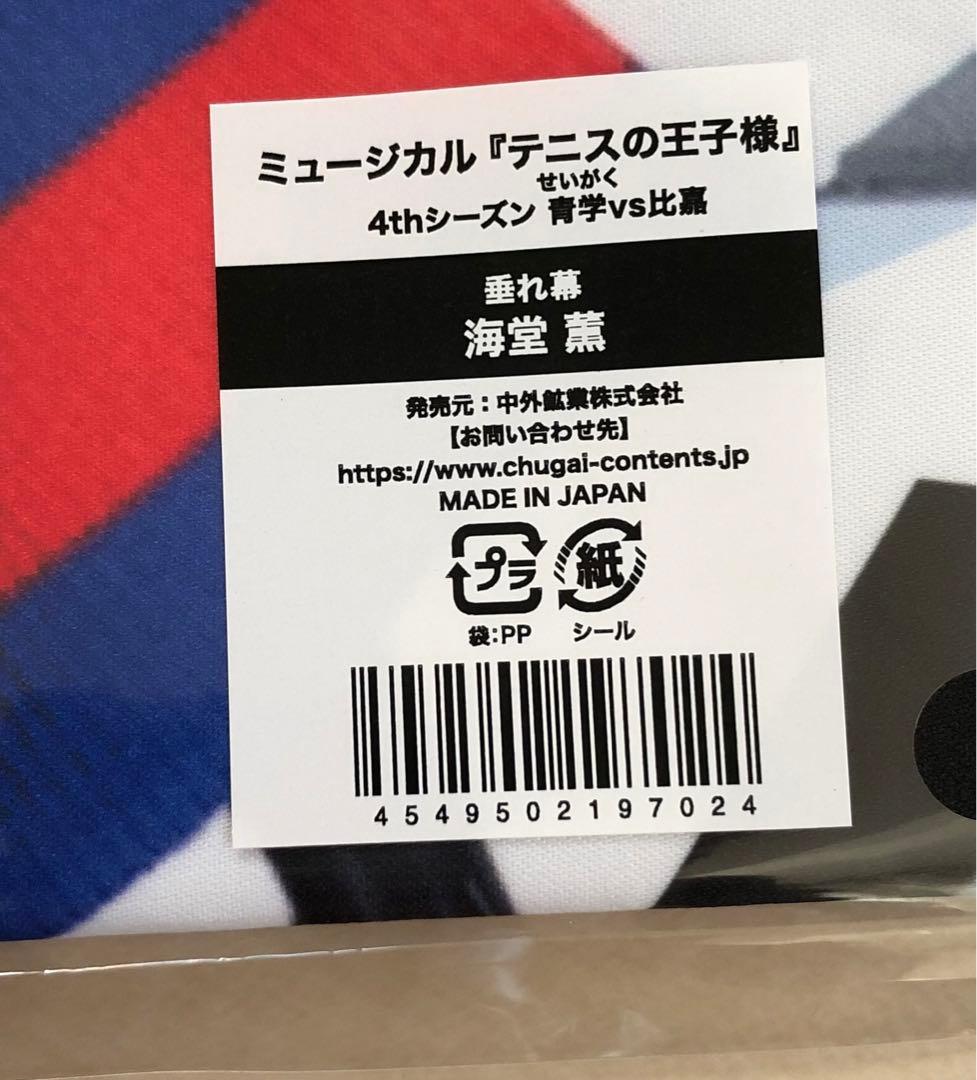 ミュージカル『テニスの王子様』
せいがく
4thシーズン 青学vs比嘉
垂れ幕
海堂 薫
発売元：中外鉱業株式会社
【お問い合わせ先】
https://www.chugai-contents.jp
MADE IN JAPAN
プラ 紙
袋:PP シール
4549502197024